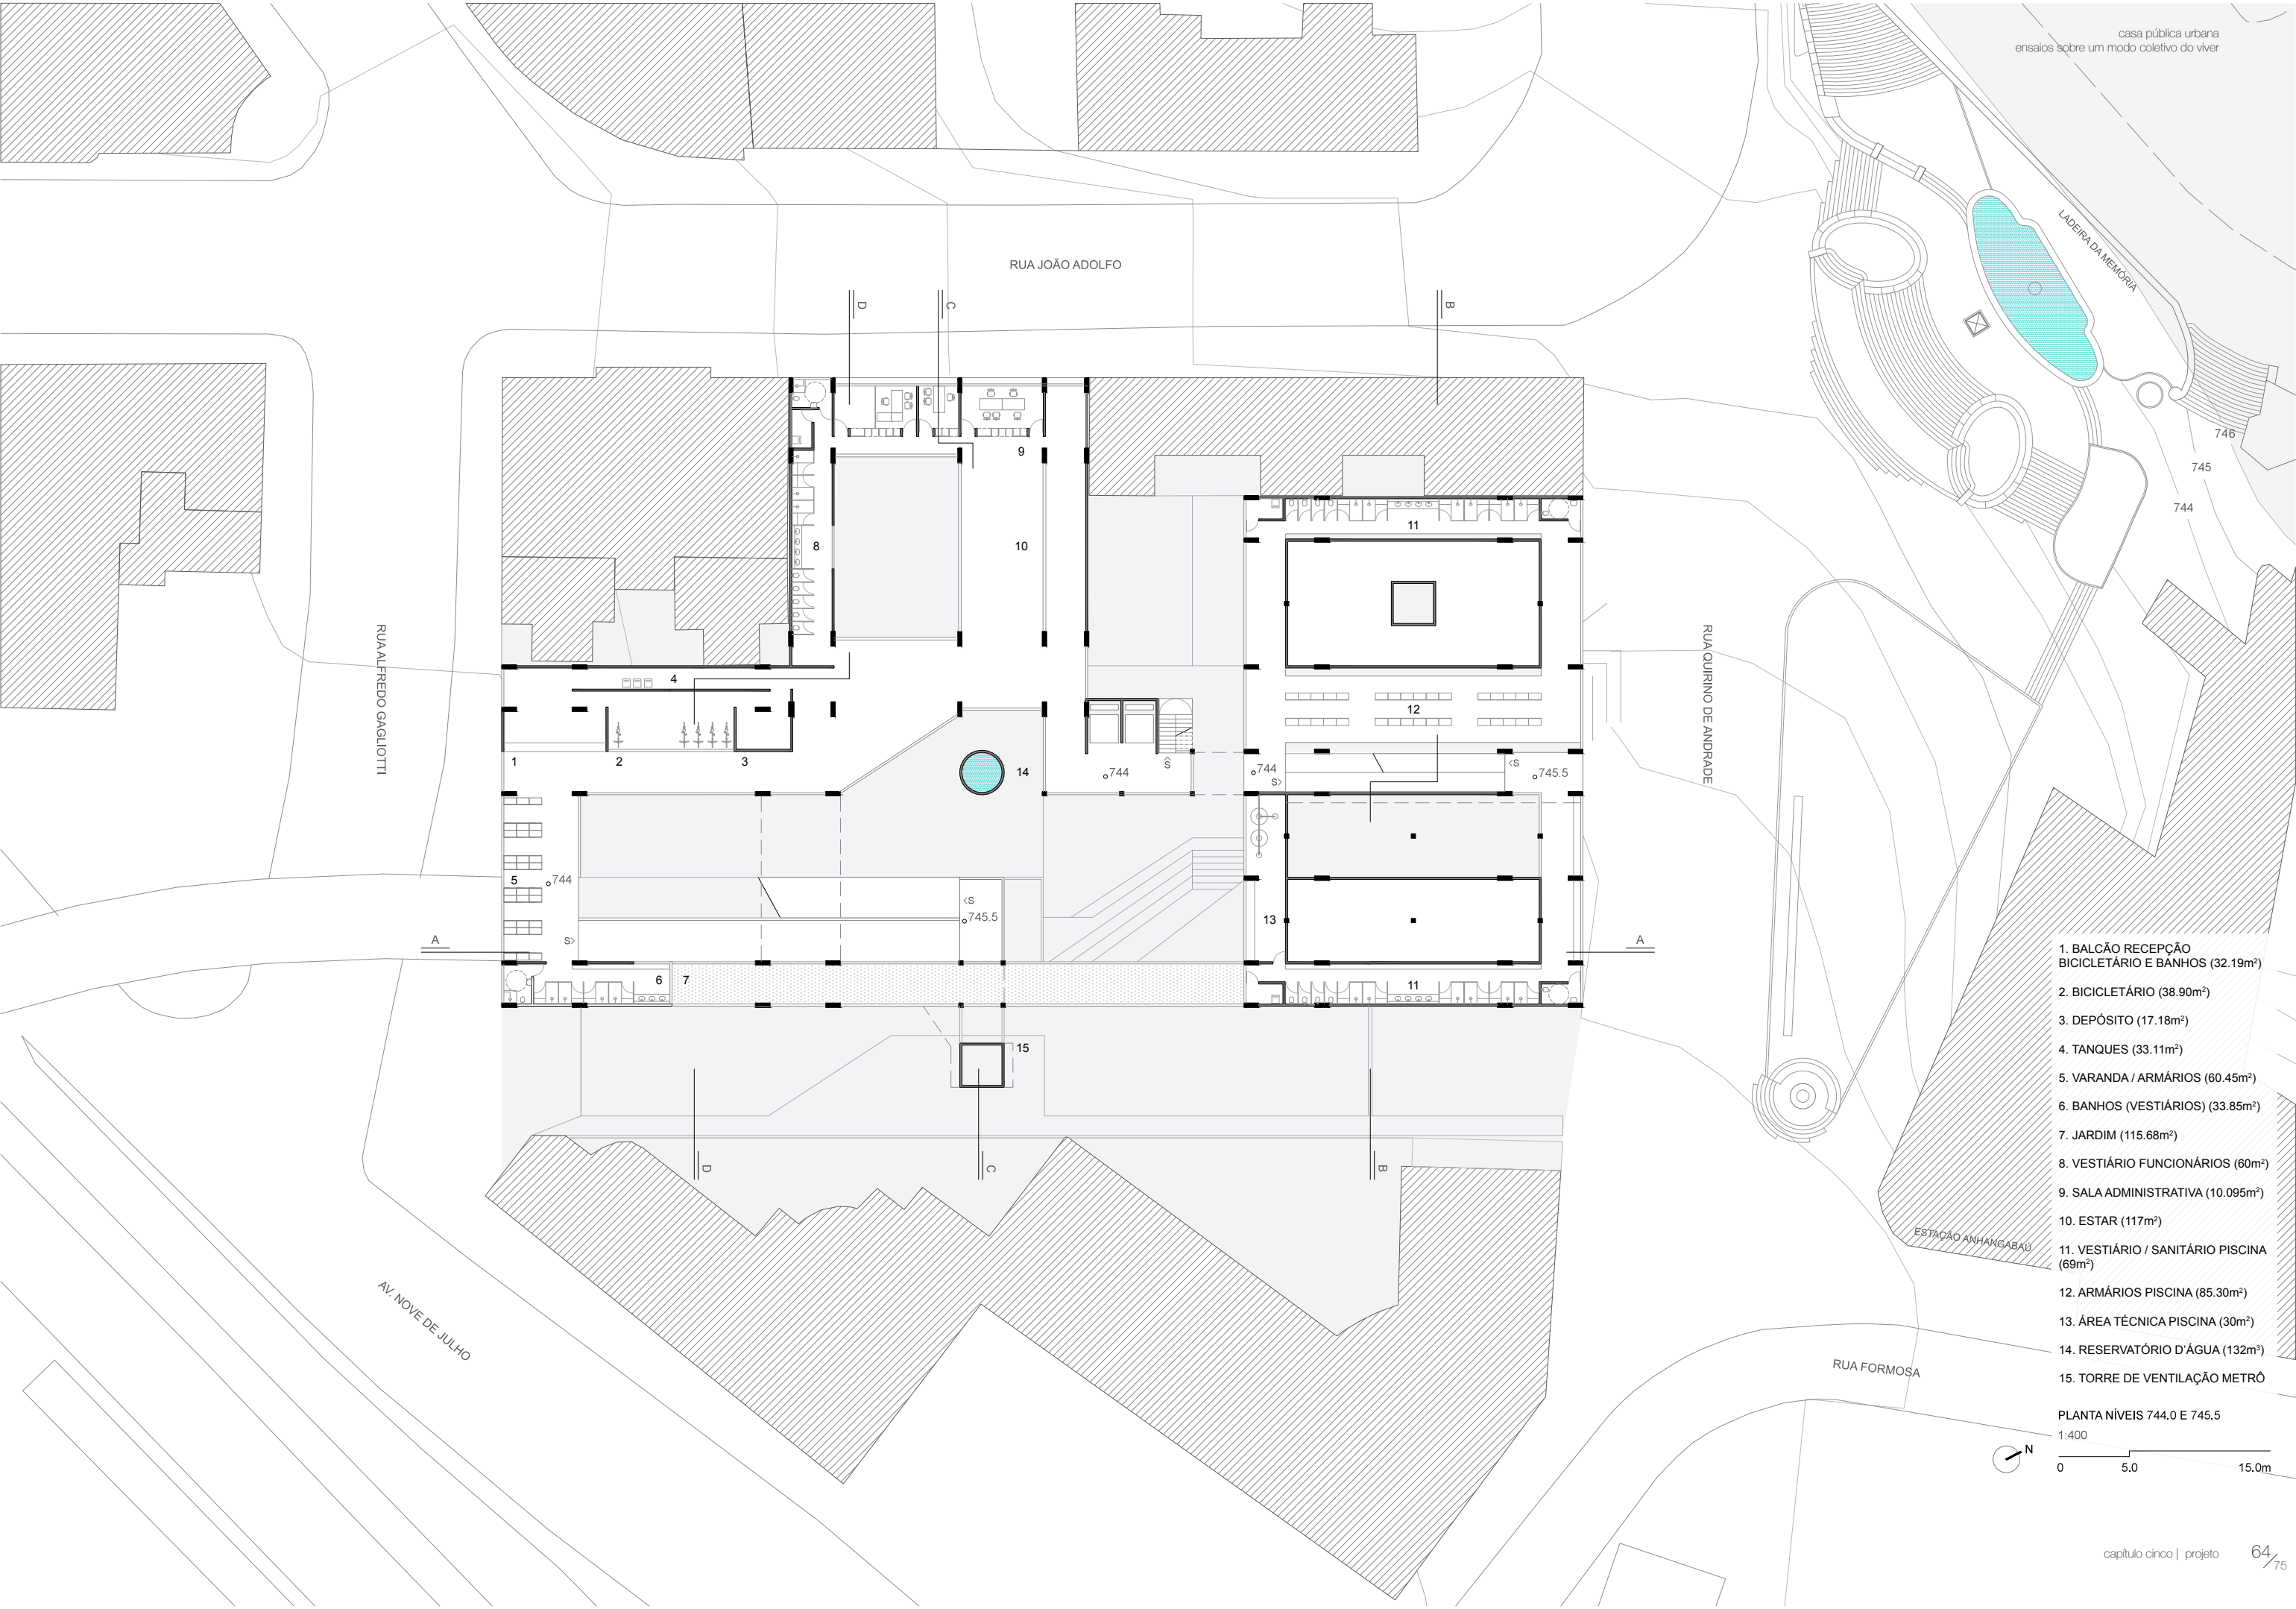 casa pública urbana
ensaios sobre um modo coletivo do viver
LADEIRA DA MEMÓRIA
RUA JOÃO ADOLFO
D
C
B
746
745
744
9
8
10
11
RUA ALFREDO GAGLIOTTI
RUA QUIRINO DE ANDRADE
4
12
1
2
3
14
744
S
744
S>
<S
745.5
5
744
<S
745.5
13
A
S>
A
6
7
11
15
D
C
B
ESTAÇÃO ANHANGABAÚ
AV. NOVE DE JULHO
RUA FORMOSA
1. BALCÃO RECEPÇÃO
BICICLETÁRIO E BANHOS (32.19m²)
2. BICICLETÁRIO (38.90m²)
3. DEPÓSITO (17.18m²)
4. TANQUES (33.11m²)
5. VARANDA / ARMÁRIOS (60.45m²)
6. BANHOS (VESTIÁRIOS) (33.85m²)
7. JARDIM (115.68m²)
8. VESTIÁRIO FUNCIONÁRIOS (60m²)
9. SALA ADMINISTRATIVA (10.095m²)
10. ESTAR (117m²)
11. VESTIÁRIO / SANITÁRIO PISCINA
(69m²)
12. ARMÁRIOS PISCINA (85.30m²)
13. ÁREA TÉCNICA PISCINA (30m²)
14. RESERVATÓRIO D'ÁGUA (132m³)
15. TORRE DE VENTILAÇÃO METRÔ
PLANTA NÍVEIS 744.0 E 745.5
1:400
N
0 5.0 15.0m
capítulo cinco | projeto 64/75